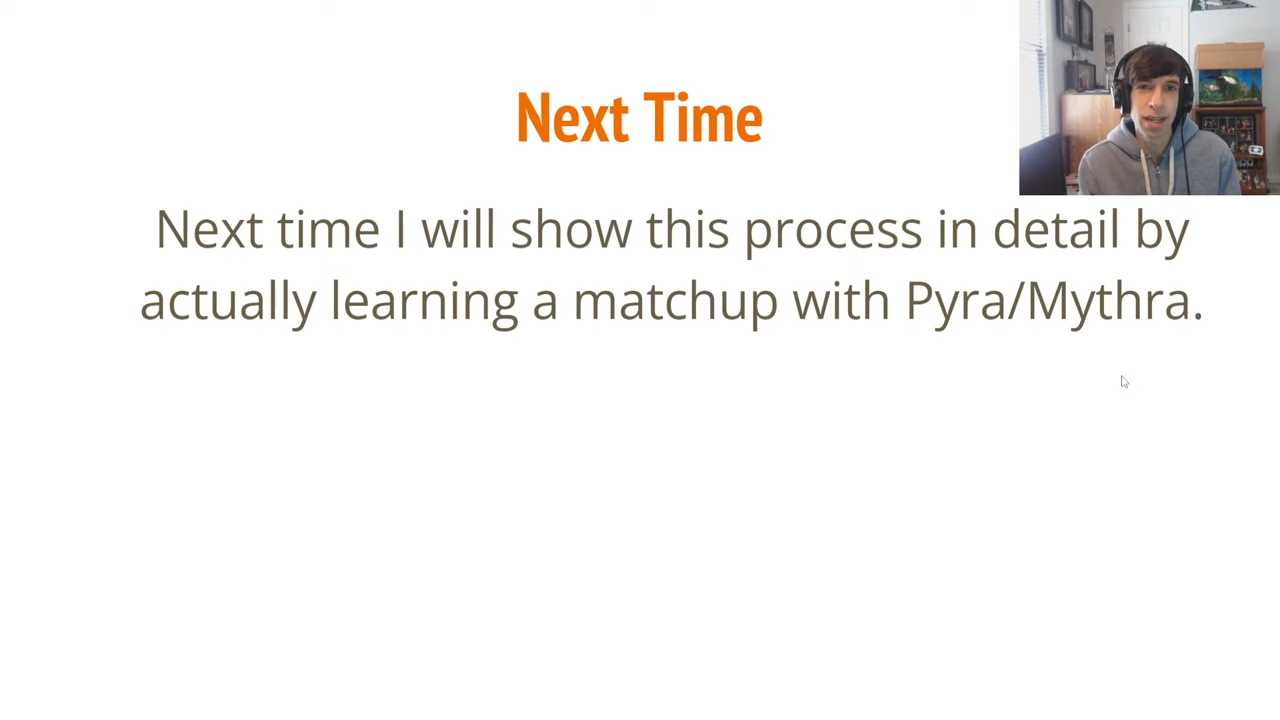 Next Time
Next time I will show this process in detail by
actually learning a matchup with Pyra/Mythra.